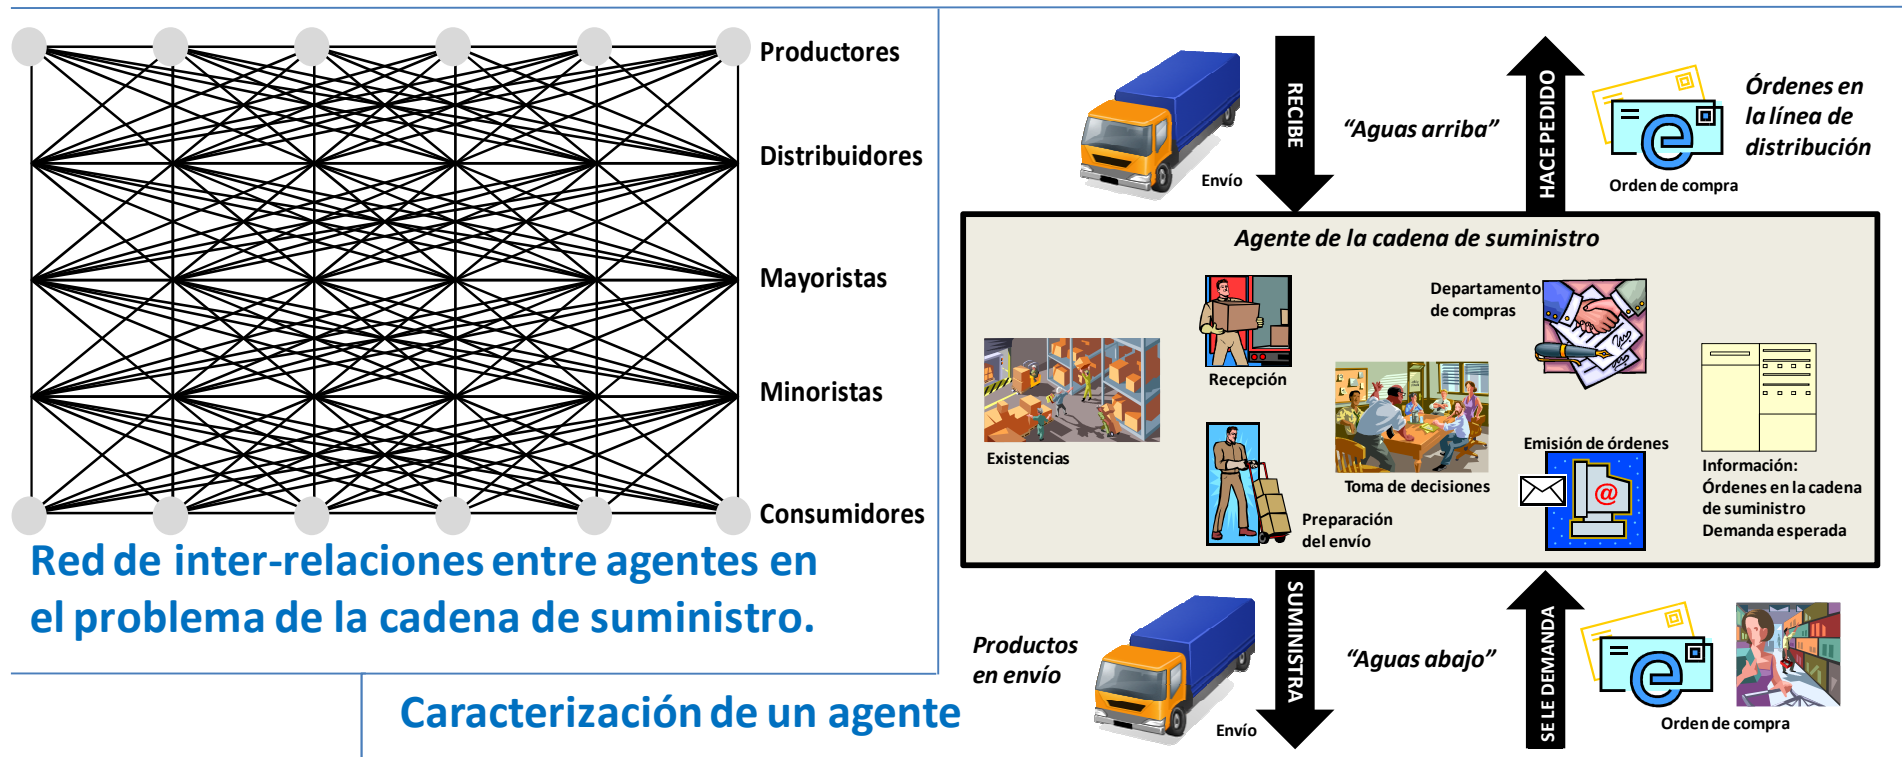 Productores
Distribuidores
Mayoristas
Minoristas
Consumidores
Red de inter-relaciones entre agentes en
el problema de la cadena de suministro.
Caracterización de un agente
RECIBE
Envío
“Aguas arriba”
HACE PEDIDO
Orden de compra
Órdenes en
la línea de
distribución
Agente de la cadena de suministro
Existencias
Recepción
Preparación
del envío
Toma de decisiones
Departamento
de compras
Emisión de órdenes
@
Información:
Órdenes en la cadena
de suministro
Demanda esperada
Productos
en envío
Envío
SUMINISTRA
“Aguas abajo”
SE LE DEMANDA
Orden de compra